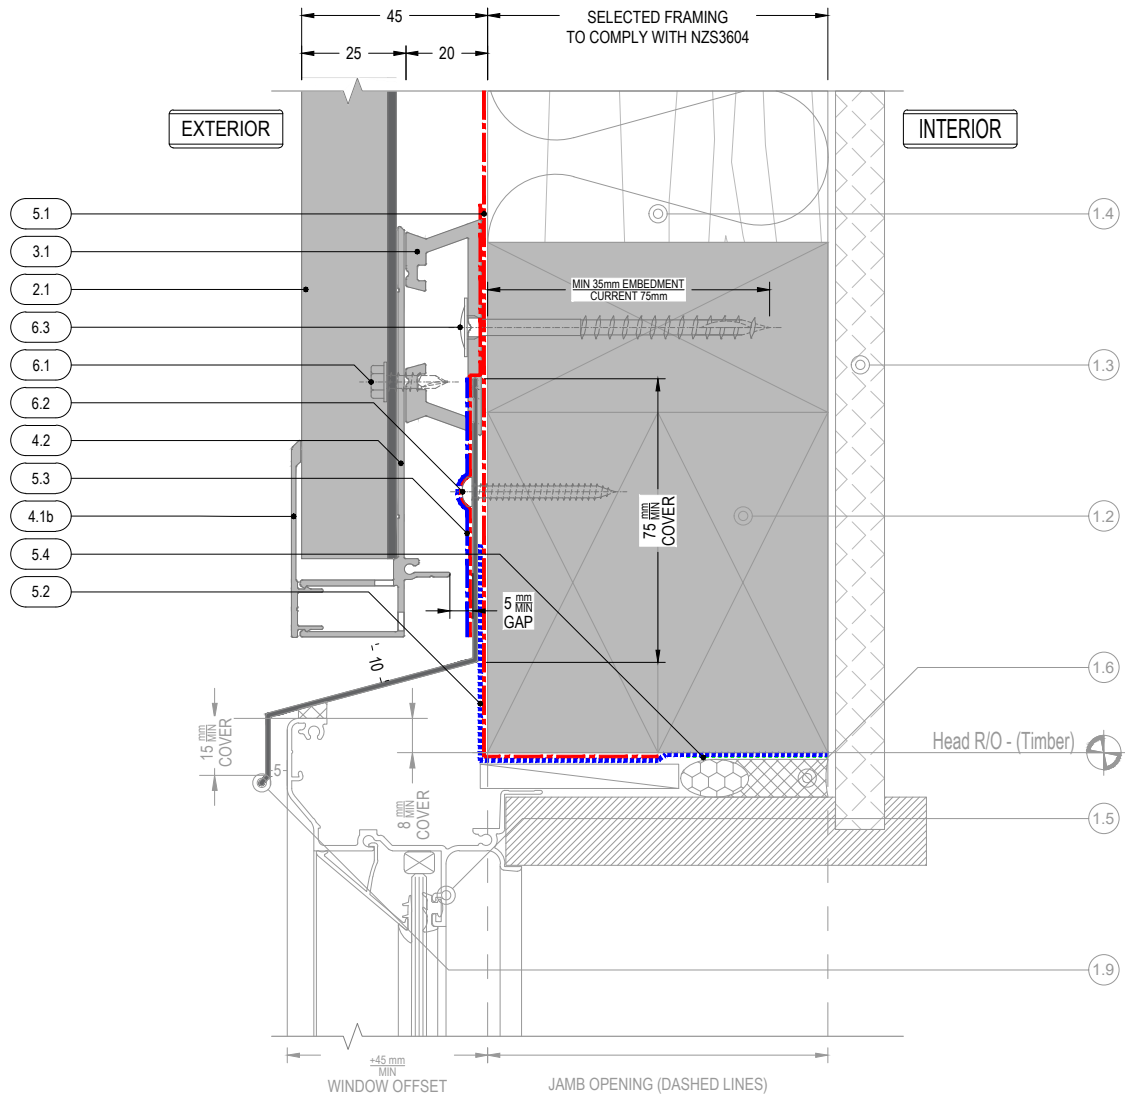 45
SELECTED FRAMING
TO COMPLY WITH NZS3604
25
20
EXTERIOR
INTERIOR
5.1
3.1
2.1
6.3
6.1
6.2
4.2
5.3
4.1b
5.4
5.2
1.4
1.3
1.2
1.6
1.5
1.9
MIN 35mm EMBEDMENT
CURRENT 75mm
75 mm MIN
COVER
5 mm MIN
GAP
10
15 mm MIN
COVER
5
8 mm MIN
COVER
Head R/O - (Timber)
+45 mm
MIN
WINDOW OFFSET
JAMB OPENING (DASHED LINES)